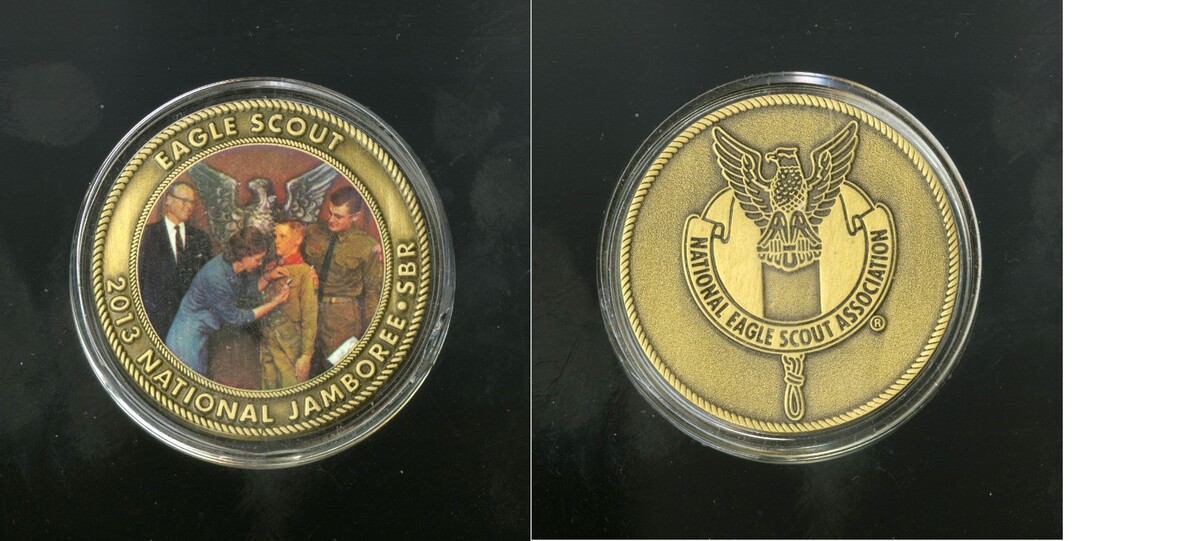 EAGLE SCOUT
2013 NATIONAL JAMBOREE • SBR
NATIONAL EAGLE SCOUT ASSOCIATION
®